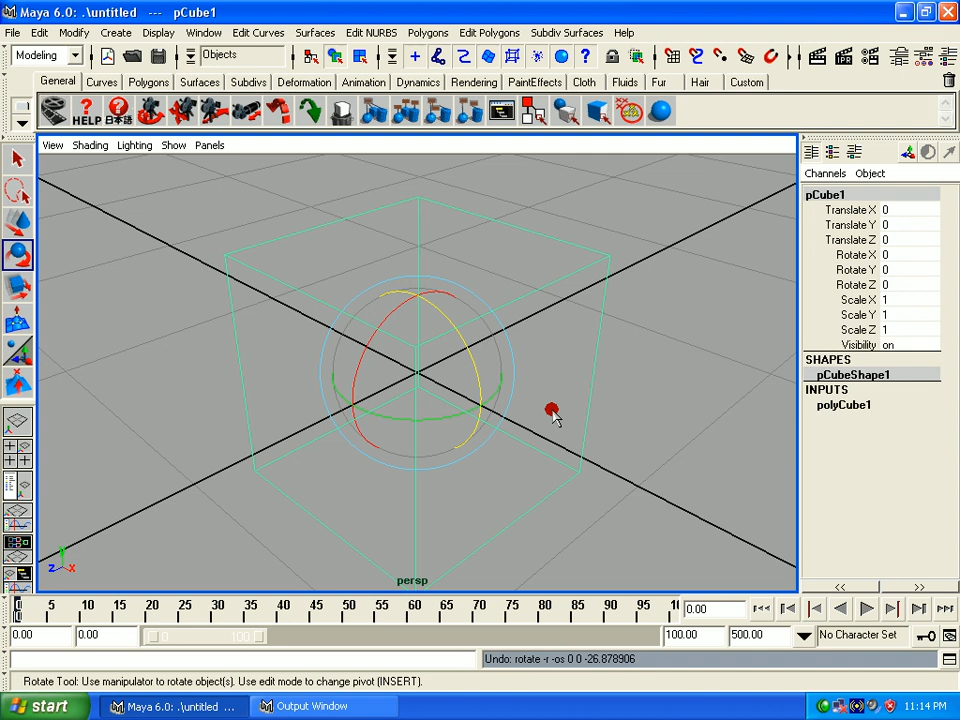 Maya 6.0: .\untitled --- pCube1
File Edit Modify Create Display Window Edit Curves Surfaces Edit NURBS Polygons Edit Polygons Subdiv Surfaces Help
Modeling Objects
General Curves Polygons Surfaces Subdivs Deformation Animation Dynamics Rendering PaintEffects Cloth Fluids Fur Hair Custom
? HELP ? 日本語
View Shading Lighting Show Panels
Channels Object
pCube1
Translate X 0
Translate Y 0
Translate Z 0
Rotate X 0
Rotate Y 0
Rotate Z 0
Scale X 1
Scale Y 1
Scale Z 1
Visibility on
SHAPES
pCubeShape1
INPUTS
polyCube1
y
z x
persp
<< >>
5 10 15 20 25 30 35 40 45 50 55 60 65 70 75 80 85 90 95 10 0.00
0.00 0.00 0 100 100.00 500.00 No Character Set
Undo: rotate -r -os 0 0 -26.878906
Rotate Tool: Use manipulator to rotate object(s). Use edit mode to change pivot (INSERT).
start Maya 6.0: .\untitled ... Output Window 11:14 PM